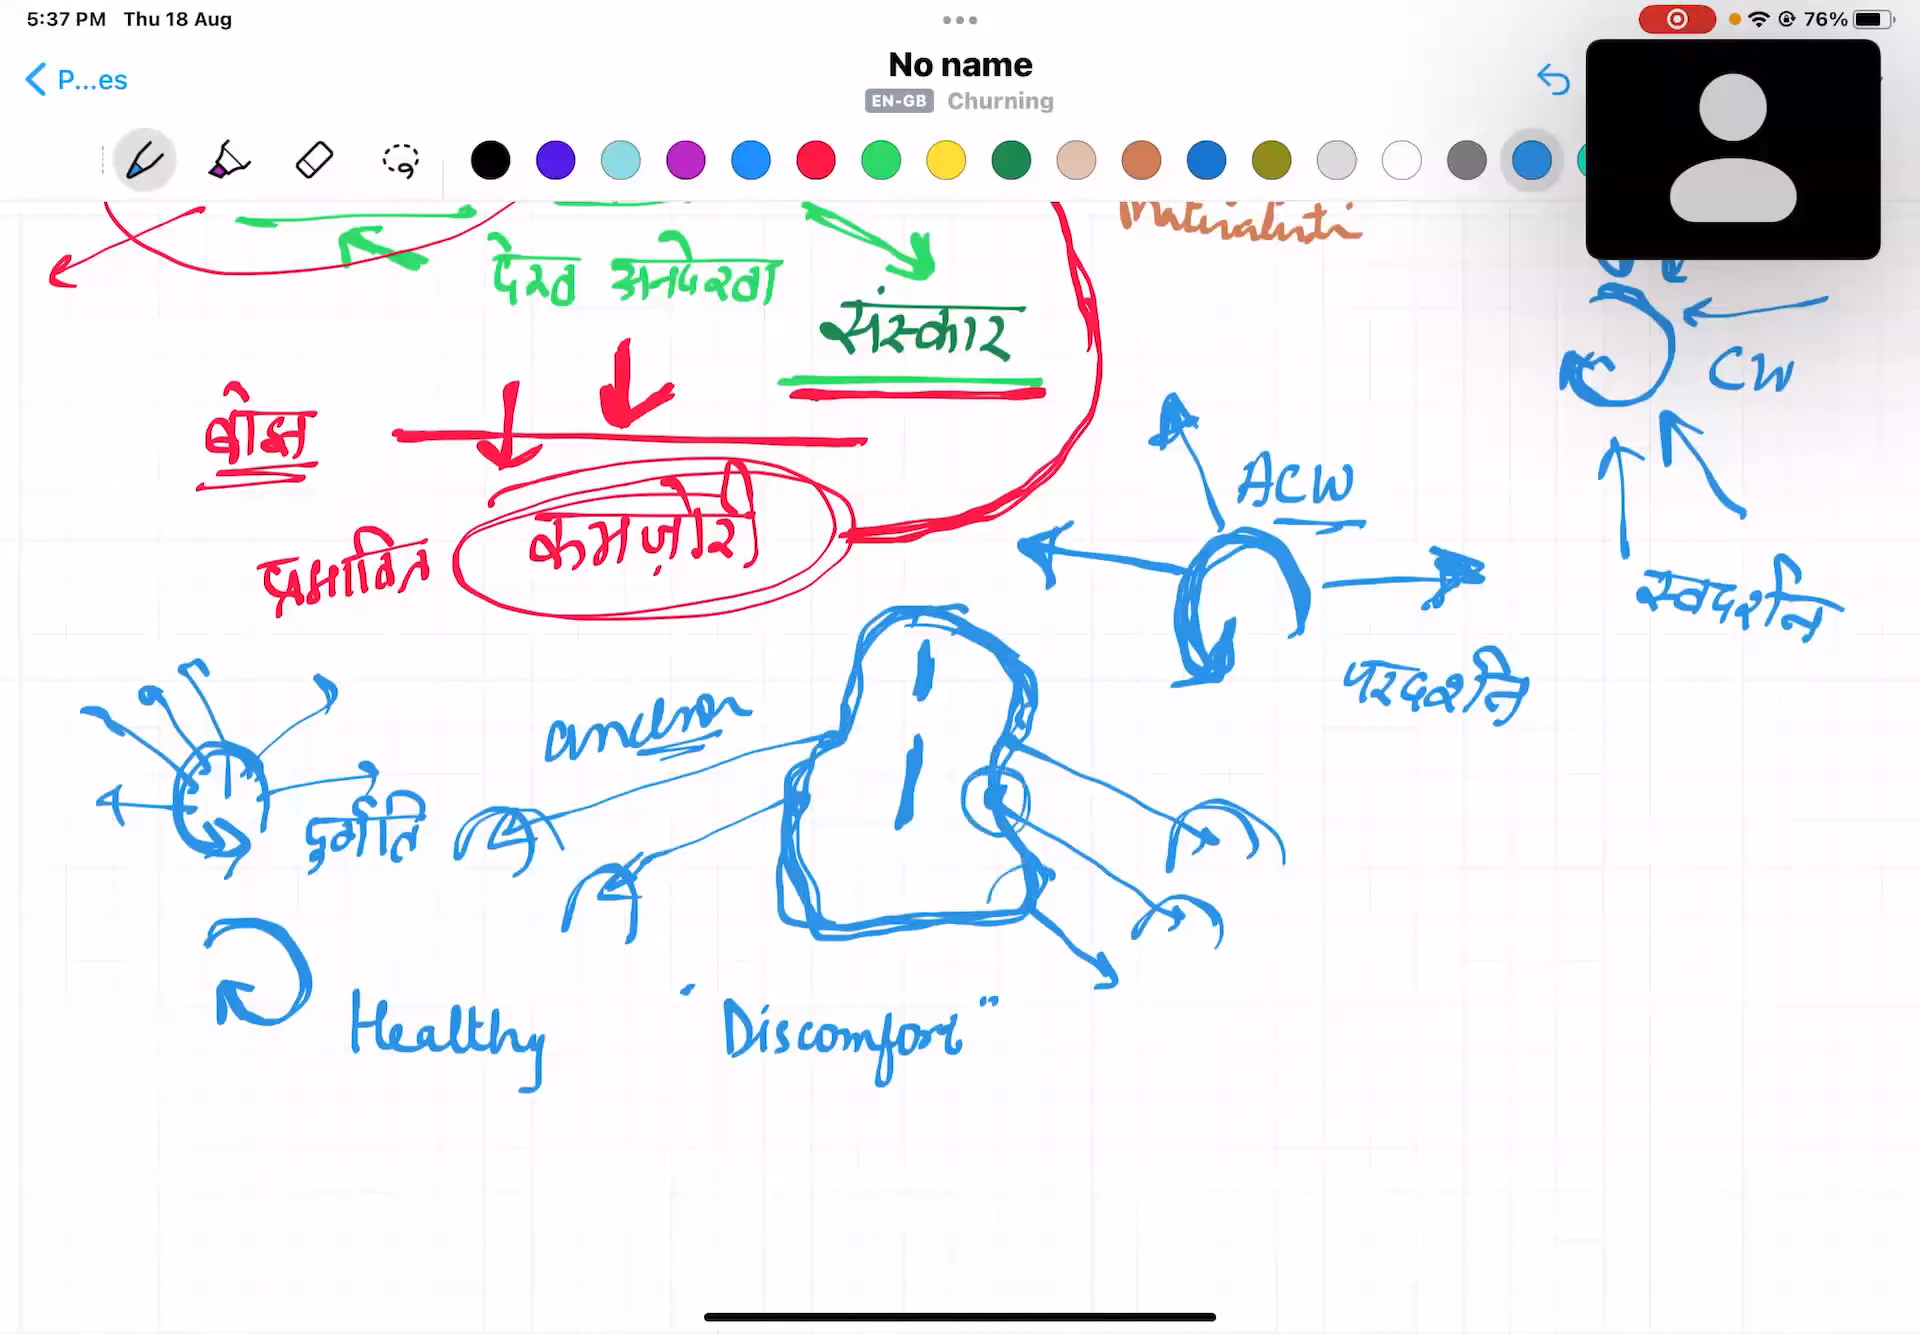 5:37 PM Thu 18 Aug
76%
P...es
No name
EN-GB Churning
देख अनदेखा
संस्कार
बोझ
CW
ACW
प्रभावित
कमज़ोरी
स्वदर्शन
परदर्शन
दुर्गति
Healthy
"Discomfort"